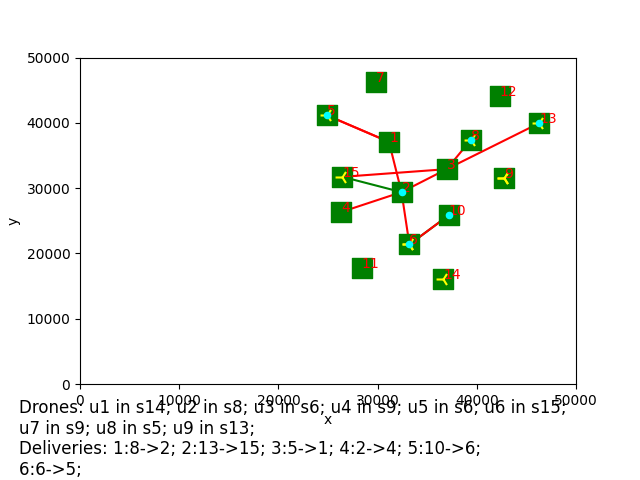 50000
40000
30000
20000
10000
0
y
0 10000 20000 30000 40000 50000
x
12
11
14
Drones: u1 in s14; u2 in s8; u3 in s6; u4 in s9; u5 in s6; u6 in s15;
u7 in s9; u8 in s5; u9 in s13;
Deliveries: 1:8->2; 2:13->15; 3:5->1; 4:2->4; 5:10->6;
6:6->5;